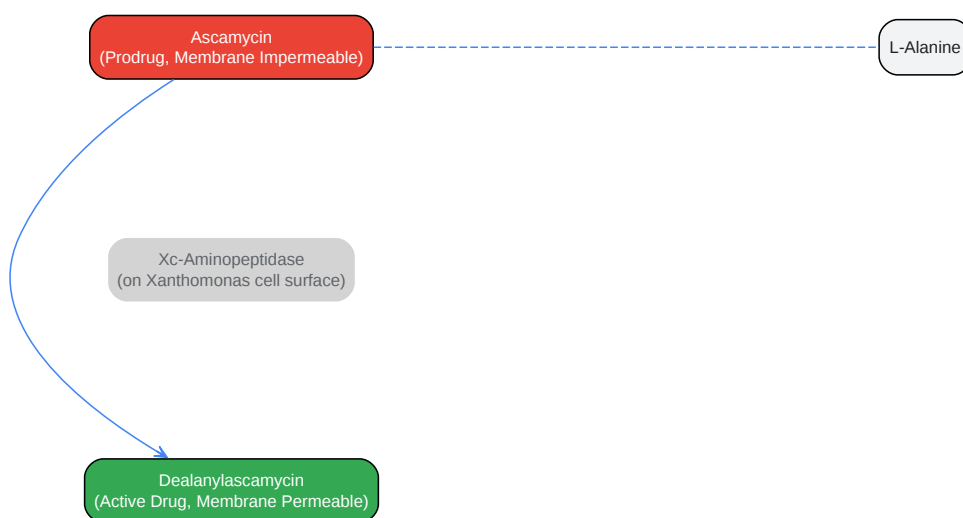 Ascamycin
(Prodrug, Membrane Impermeable)
L-Alanine
Xc-Aminopeptidase
(on Xanthomonas cell surface)
Dealanylascamycin
(Active Drug, Membrane Permeable)